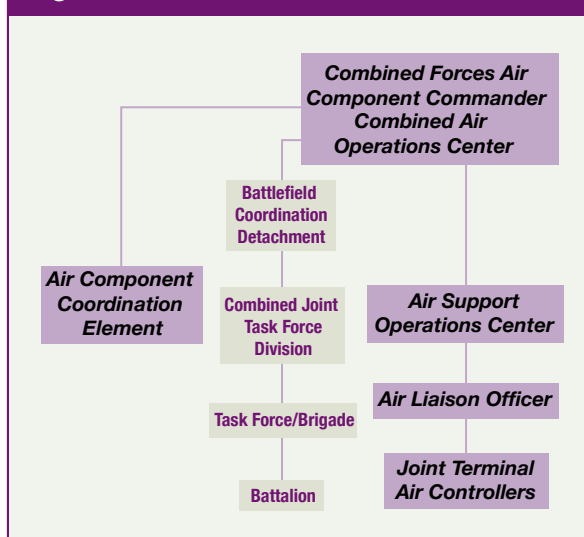 Combined Forces Air
Component Commander
Combined Air
Operations Center
Battlefield
Coordination
Detachment
Air Component
Coordination
Element
Combined Joint
Task Force
Division
Air Support
Operations Center
Task Force/Brigade
Air Liaison Officer
Battalion
Joint Terminal
Air Controllers